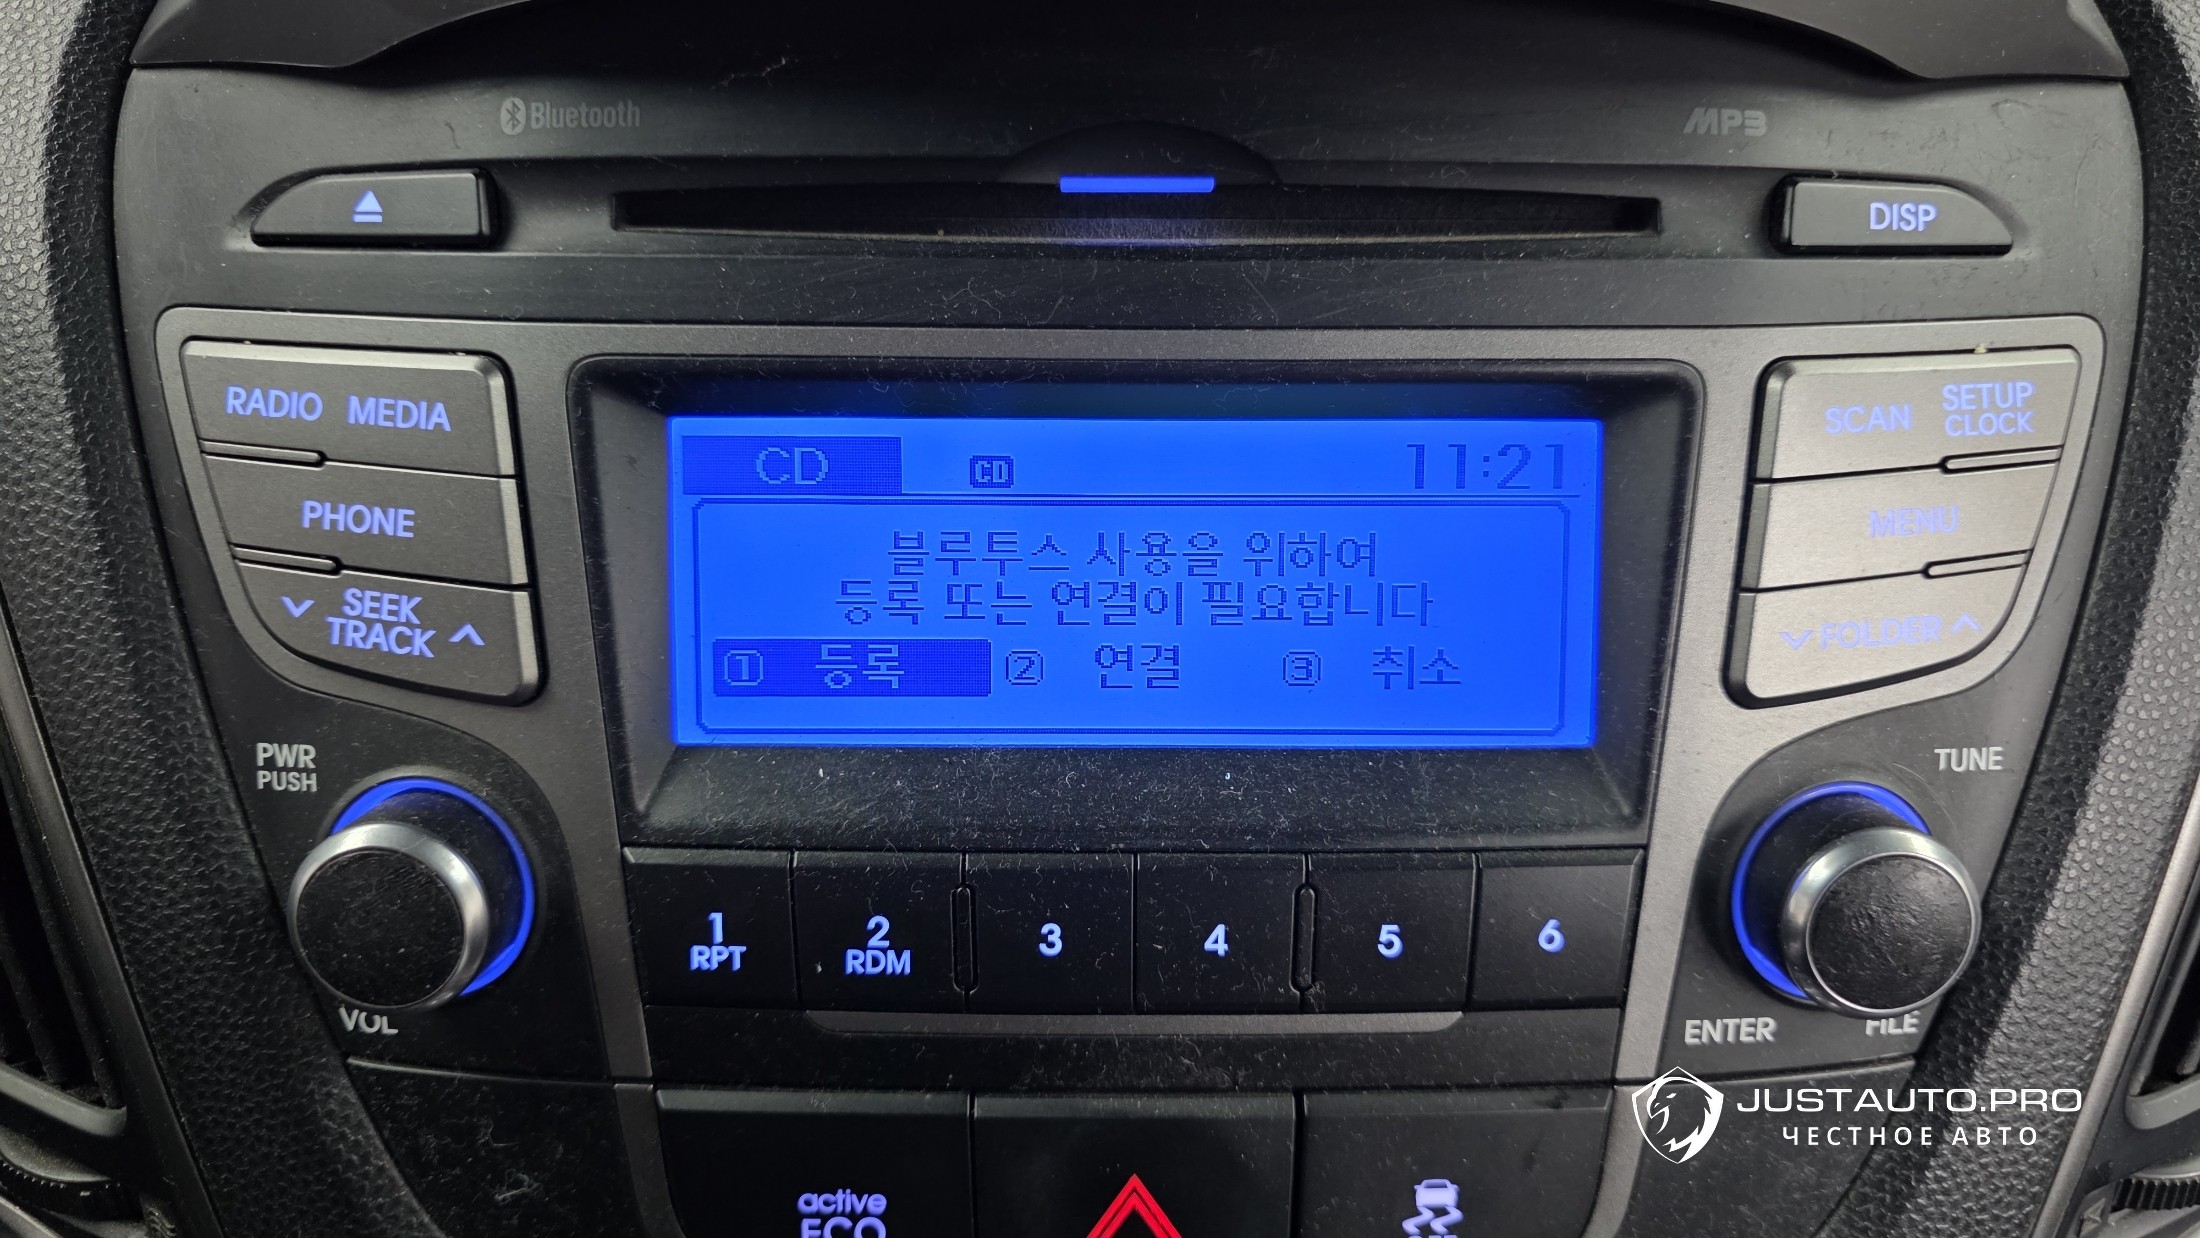 Bluetooth
MP3
DISP
RADIO MEDIA
SCAN SETUP CLOCK
PHONE
MENU
SEEK TRACK
FOLDER
CD CD 11:21
블루투스 사용을 위하여
등록 또는 연결이 필요합니다
① 등록 ② 연결 ③ 취소
PWR
PUSH
TUNE
1 RPT
2 RDM
3
4
5
6
VOL
ENTER
FILE
active
ECO
JUSTAUTO.PRO
ЧЕСТНОЕ АВТО